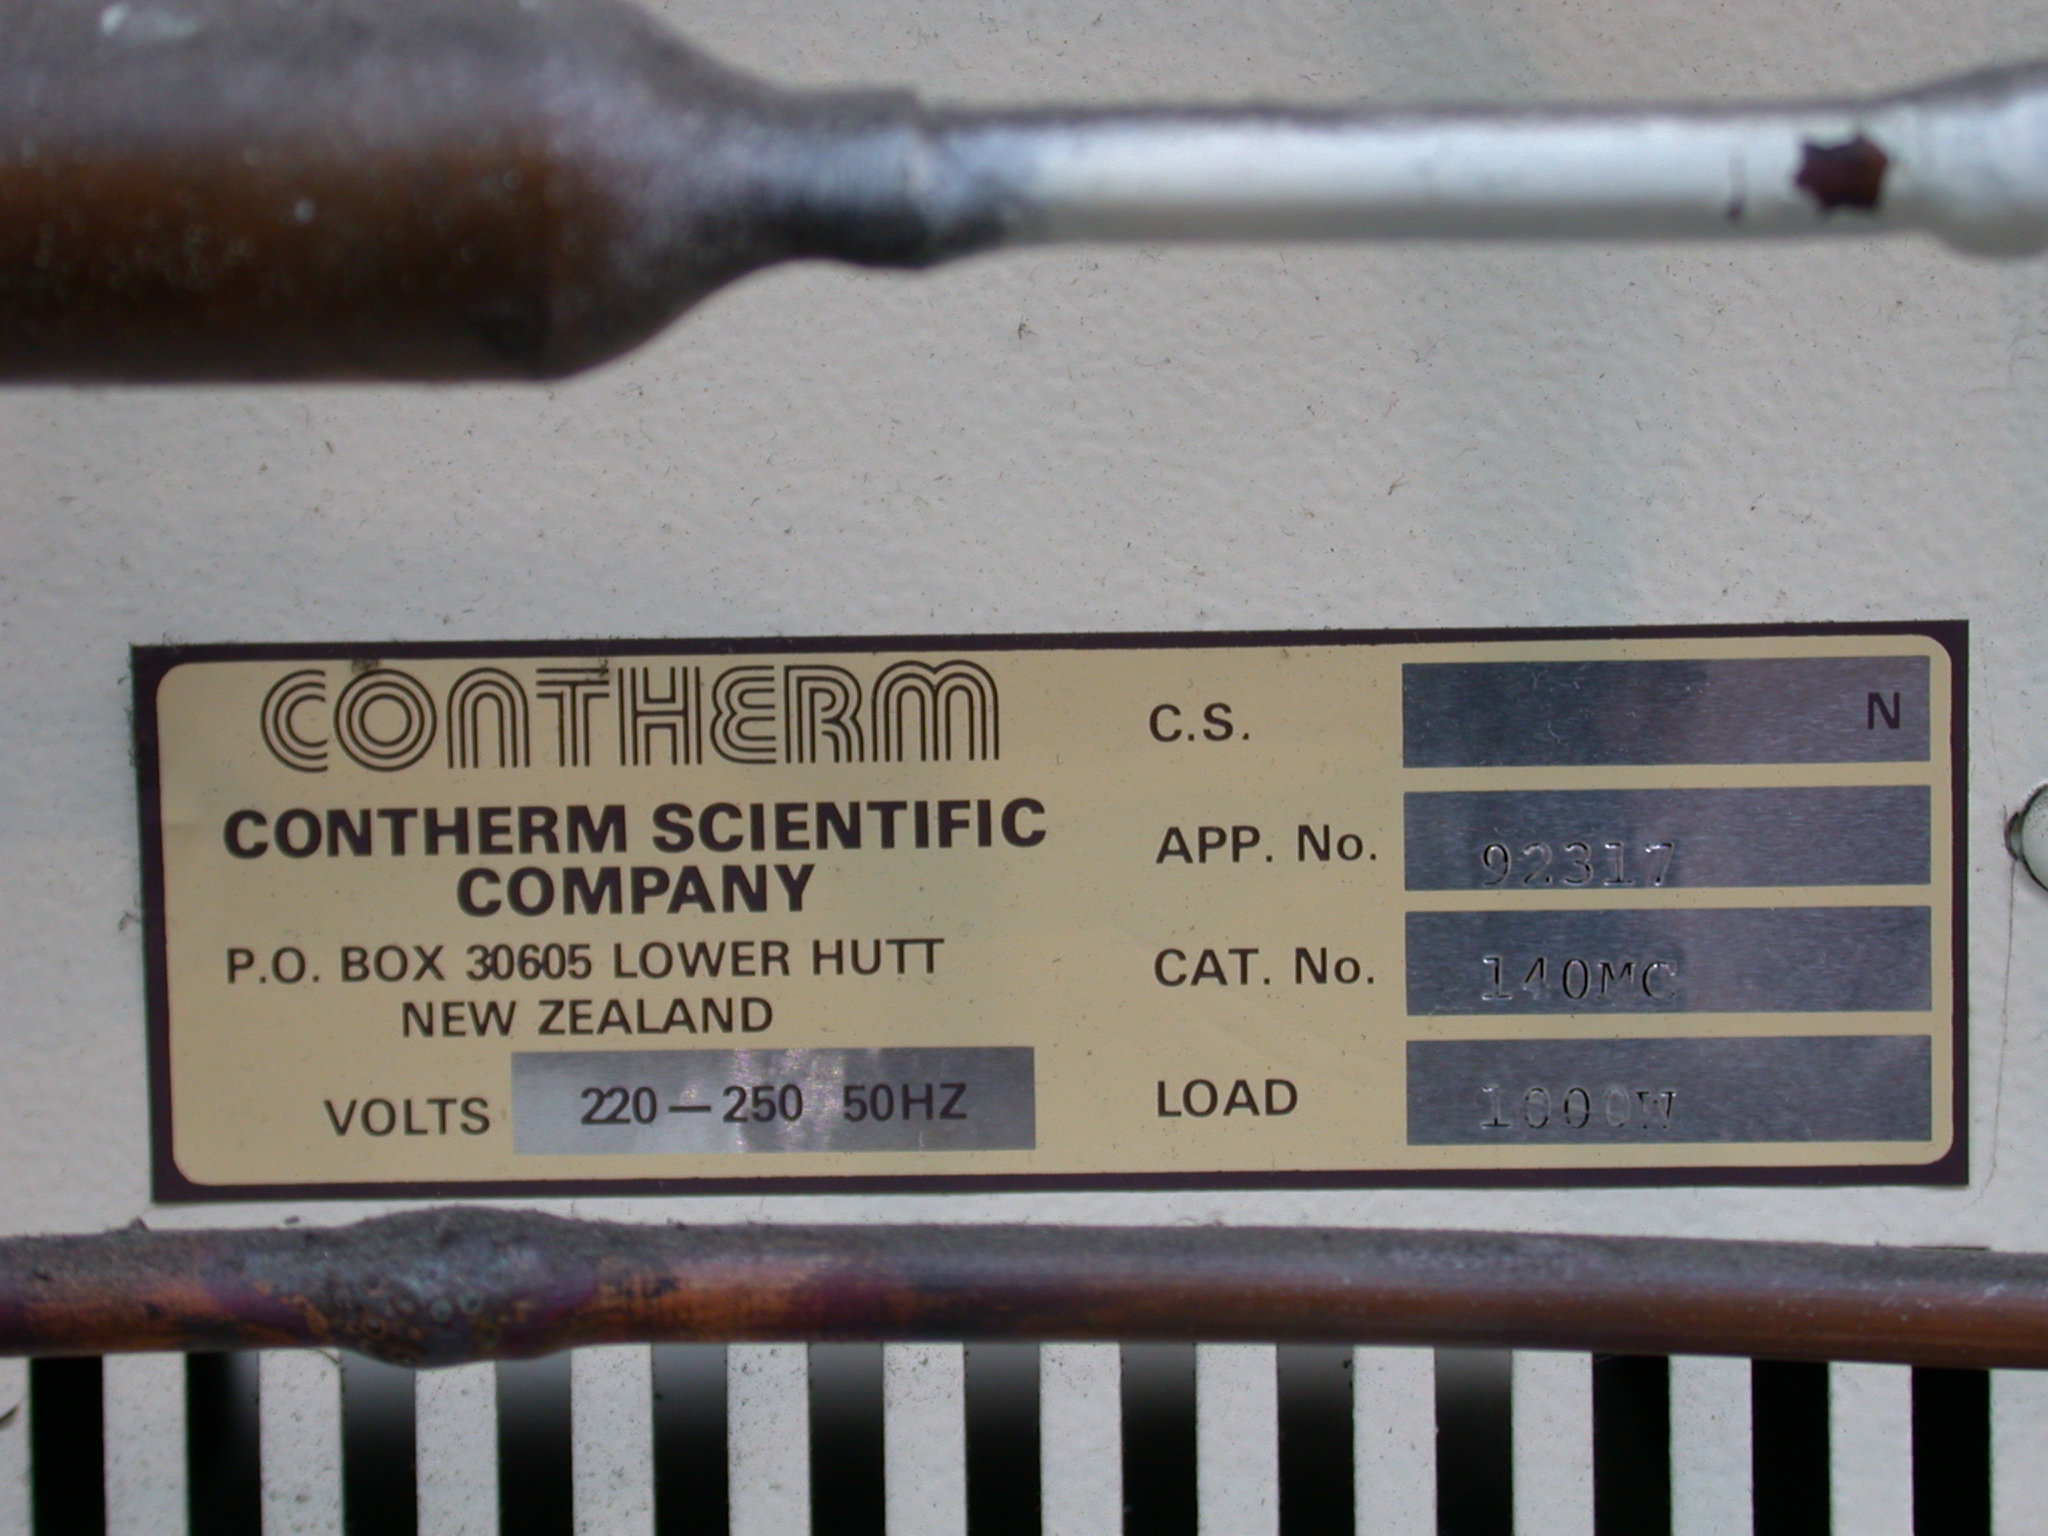 CONTHERM
CONTHERM SCIENTIFIC
COMPANY
P.O. BOX 30605 LOWER HUTT
NEW ZEALAND
VOLTS 220 — 250 50HZ
C.S. N
APP. No. 92317
CAT. No. 140MC
LOAD 1000W